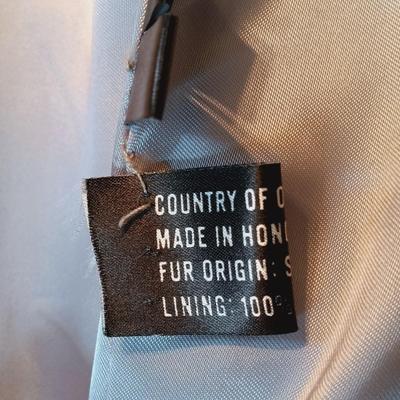 COUNTRY OF O
MADE IN HON
FUR ORIGIN: S
LINING: 100%